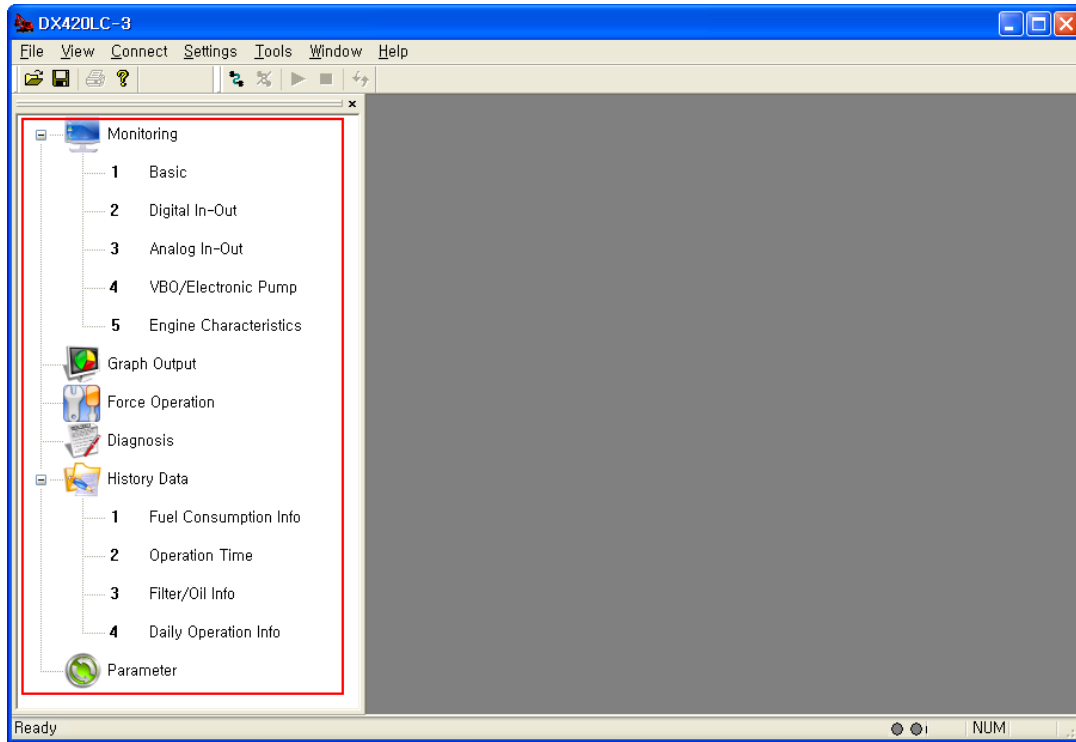 DX420LC-3
File View Connect Settings Tools Window Help
Monitoring
1 Basic
2 Digital In-Out
3 Analog In-Out
4 VBO/Electronic Pump
5 Engine Characteristics
Graph Output
Force Operation
Diagnosis
History Data
1 Fuel Consumption Info
2 Operation Time
3 Filter/Oil Info
4 Daily Operation Info
Parameter
Ready i NUM